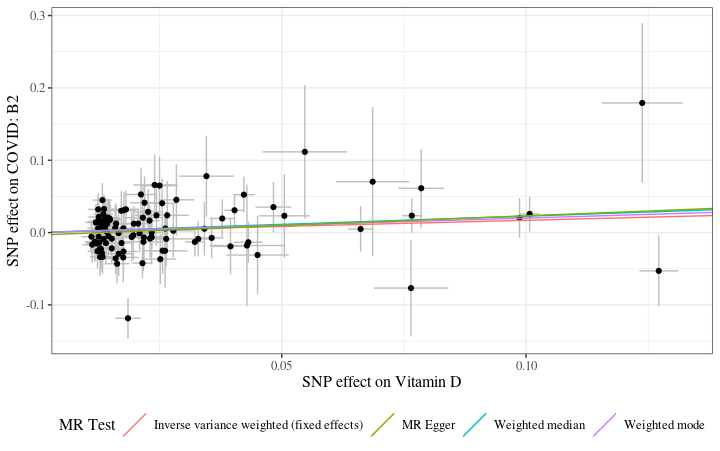 0.3
0.2
0.1
0.0
-0.1
SNP effect on COVID: B2
0.05 0.10
SNP effect on Vitamin D
MR Test Inverse variance weighted (fixed effects) MR Egger Weighted median Weighted mode